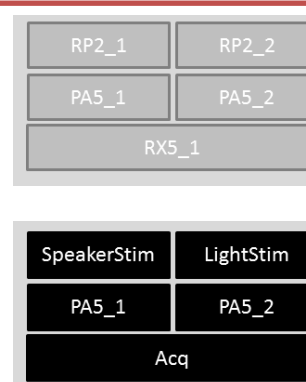 RP2_1 RP2_2
PA5_1 PA5_2
RX5_1
SpeakerStim LightStim
PA5_1 PA5_2
Acq